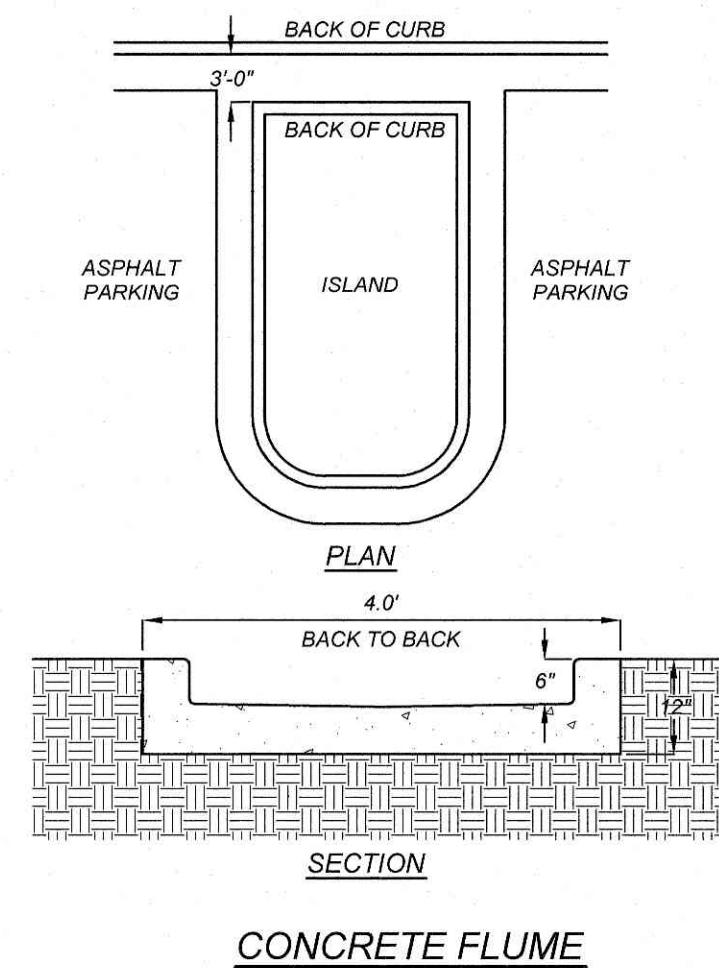 BACK OF CURB
3'-0"
BACK OF CURB
ASPHALT
PARKING
ISLAND
ASPHALT
PARKING
PLAN
4.0'
BACK TO BACK
6"
12"
SECTION
CONCRETE FLUME